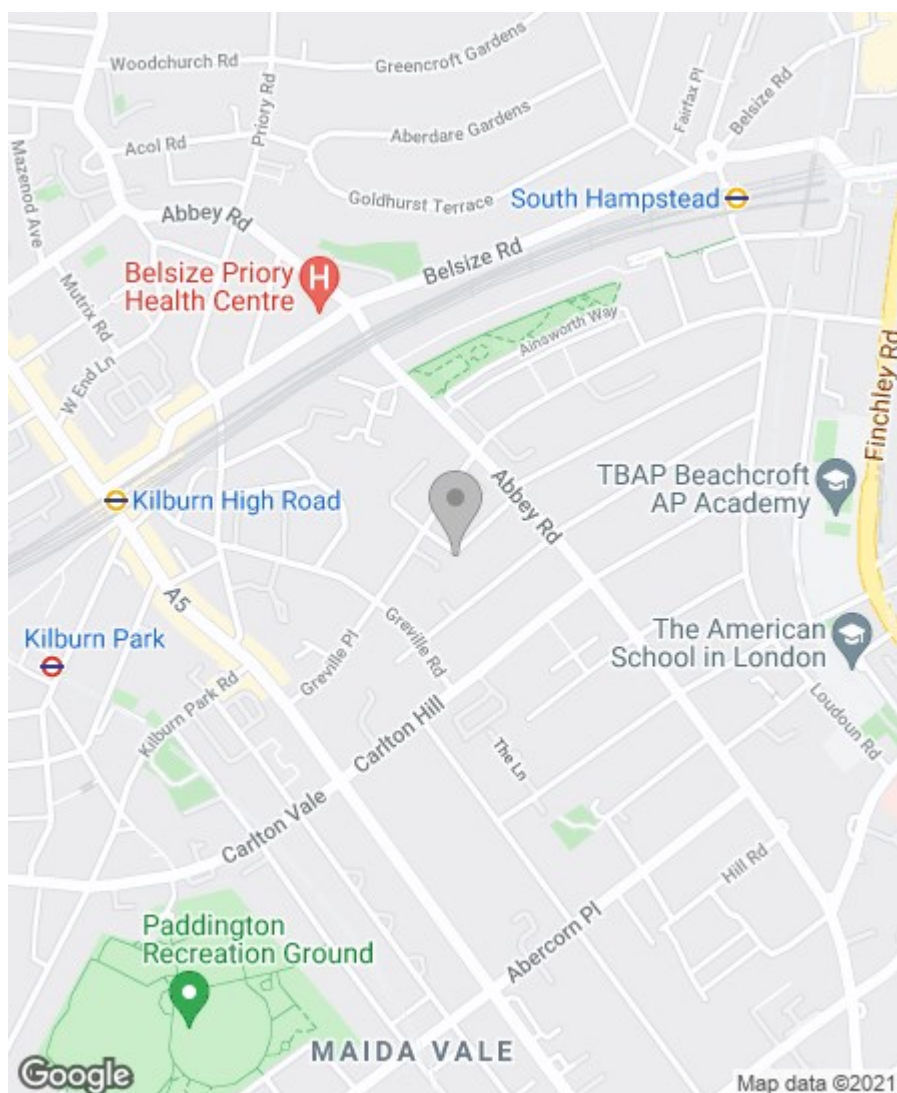 Woodchurch Rd
Greencroft Gardens
Priory Rd
Fairfax Pl
Belsize Rd
Aberdare Gardens
Acol Rd
Mazenod Ave
Goldhurst Terrace
South Hampstead
Abbey Rd
Belsize Rd
Belsize Priory
Health Centre
H
Mutrix Rd
Ainsworth Way
W End Ln
Finchley Rd
Abbey Rd
TBAP Beachcroft
AP Academy
Kilburn High Road
A5
Greville Pl
Greville Rd
Kilburn Park
The American
School in London
Kilburn Park Rd
Carlton Hill
The Ln
Loudoun Rd
Carlton Vale
Hill Rd
Abercorn Pl
Paddington
Recreation Ground
MAIDA VALE
Google
Map data ©2021